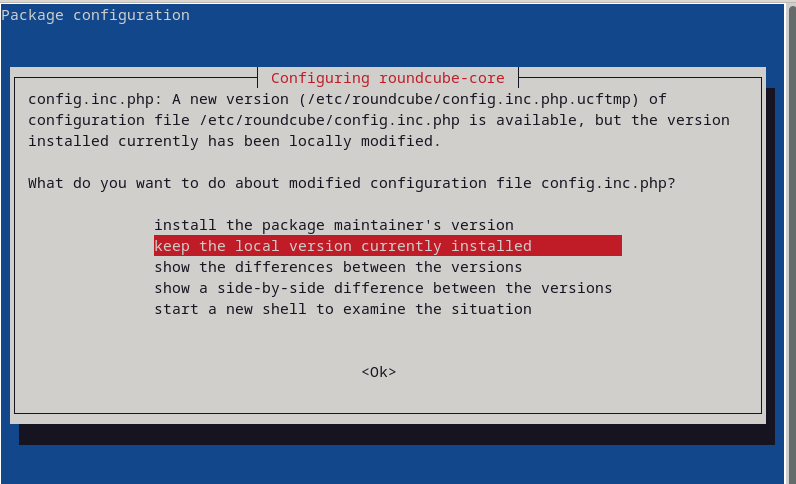 Package configuration
Configuring roundcube-core
config.inc.php: A new version (/etc/roundcube/config.inc.php.ucftmp) of
configuration file /etc/roundcube/config.inc.php is available, but the version
installed currently has been locally modified.
What do you want to do about modified configuration file config.inc.php?
install the package maintainer's version
keep the local version currently installed
show the differences between the versions
show a side-by-side difference between the versions
start a new shell to examine the situation
<Ok>